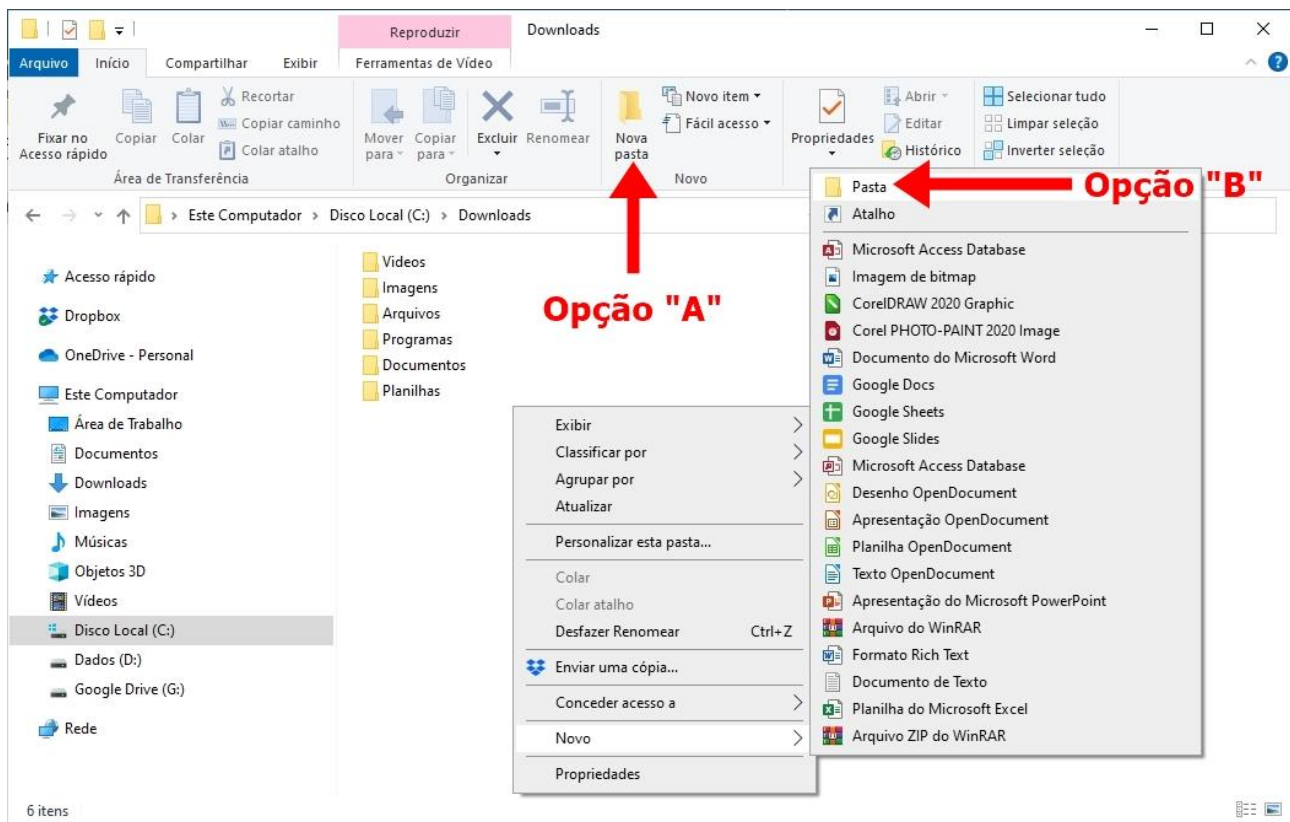 Reproduzir
Downloads
Arquivo
Início
Compartilhar
Exibir
Ferramentas de Vídeo
Fixar no
Acesso rápido
Copiar
Colar
Recortar
Copiar caminho
Colar atalho
Área de Transferência
Mover
para
Copiar
para
Excluir
Renomear
Organizar
Nova
pasta
Novo item
Fácil acesso
Novo
Propriedades
Abrir
Editar
Histórico
Selecionar tudo
Limpar seleção
Inverter seleção
Este Computador > Disco Local (C:) > Downloads
Acesso rápido
Dropbox
OneDrive - Personal
Este Computador
Área de Trabalho
Documentos
Downloads
Imagens
Músicas
Objetos 3D
Vídeos
Disco Local (C:)
Dados (D:)
Google Drive (G:)
Rede
6 itens
Videos
Imagens
Arquivos
Programas
Documentos
Planilhas
Opção "A"
Exibir
Classificar por
Agrupar por
Atualizar
Personalizar esta pasta...
Colar
Colar atalho
Desfazer Renomear Ctrl+Z
Enviar uma cópia...
Conceder acesso a
Novo
Propriedades
Pasta
Opção "B"
Atalho
Microsoft Access Database
Imagem de bitmap
CorelDRAW 2020 Graphic
Corel PHOTO-PAINT 2020 Image
Documento do Microsoft Word
Google Docs
Google Sheets
Google Slides
Microsoft Access Database
Desenho OpenDocument
Apresentação OpenDocument
Planilha OpenDocument
Texto OpenDocument
Apresentação do Microsoft PowerPoint
Arquivo do WinRAR
Formato Rich Text
Documento de Texto
Planilha do Microsoft Excel
Arquivo ZIP do WinRAR